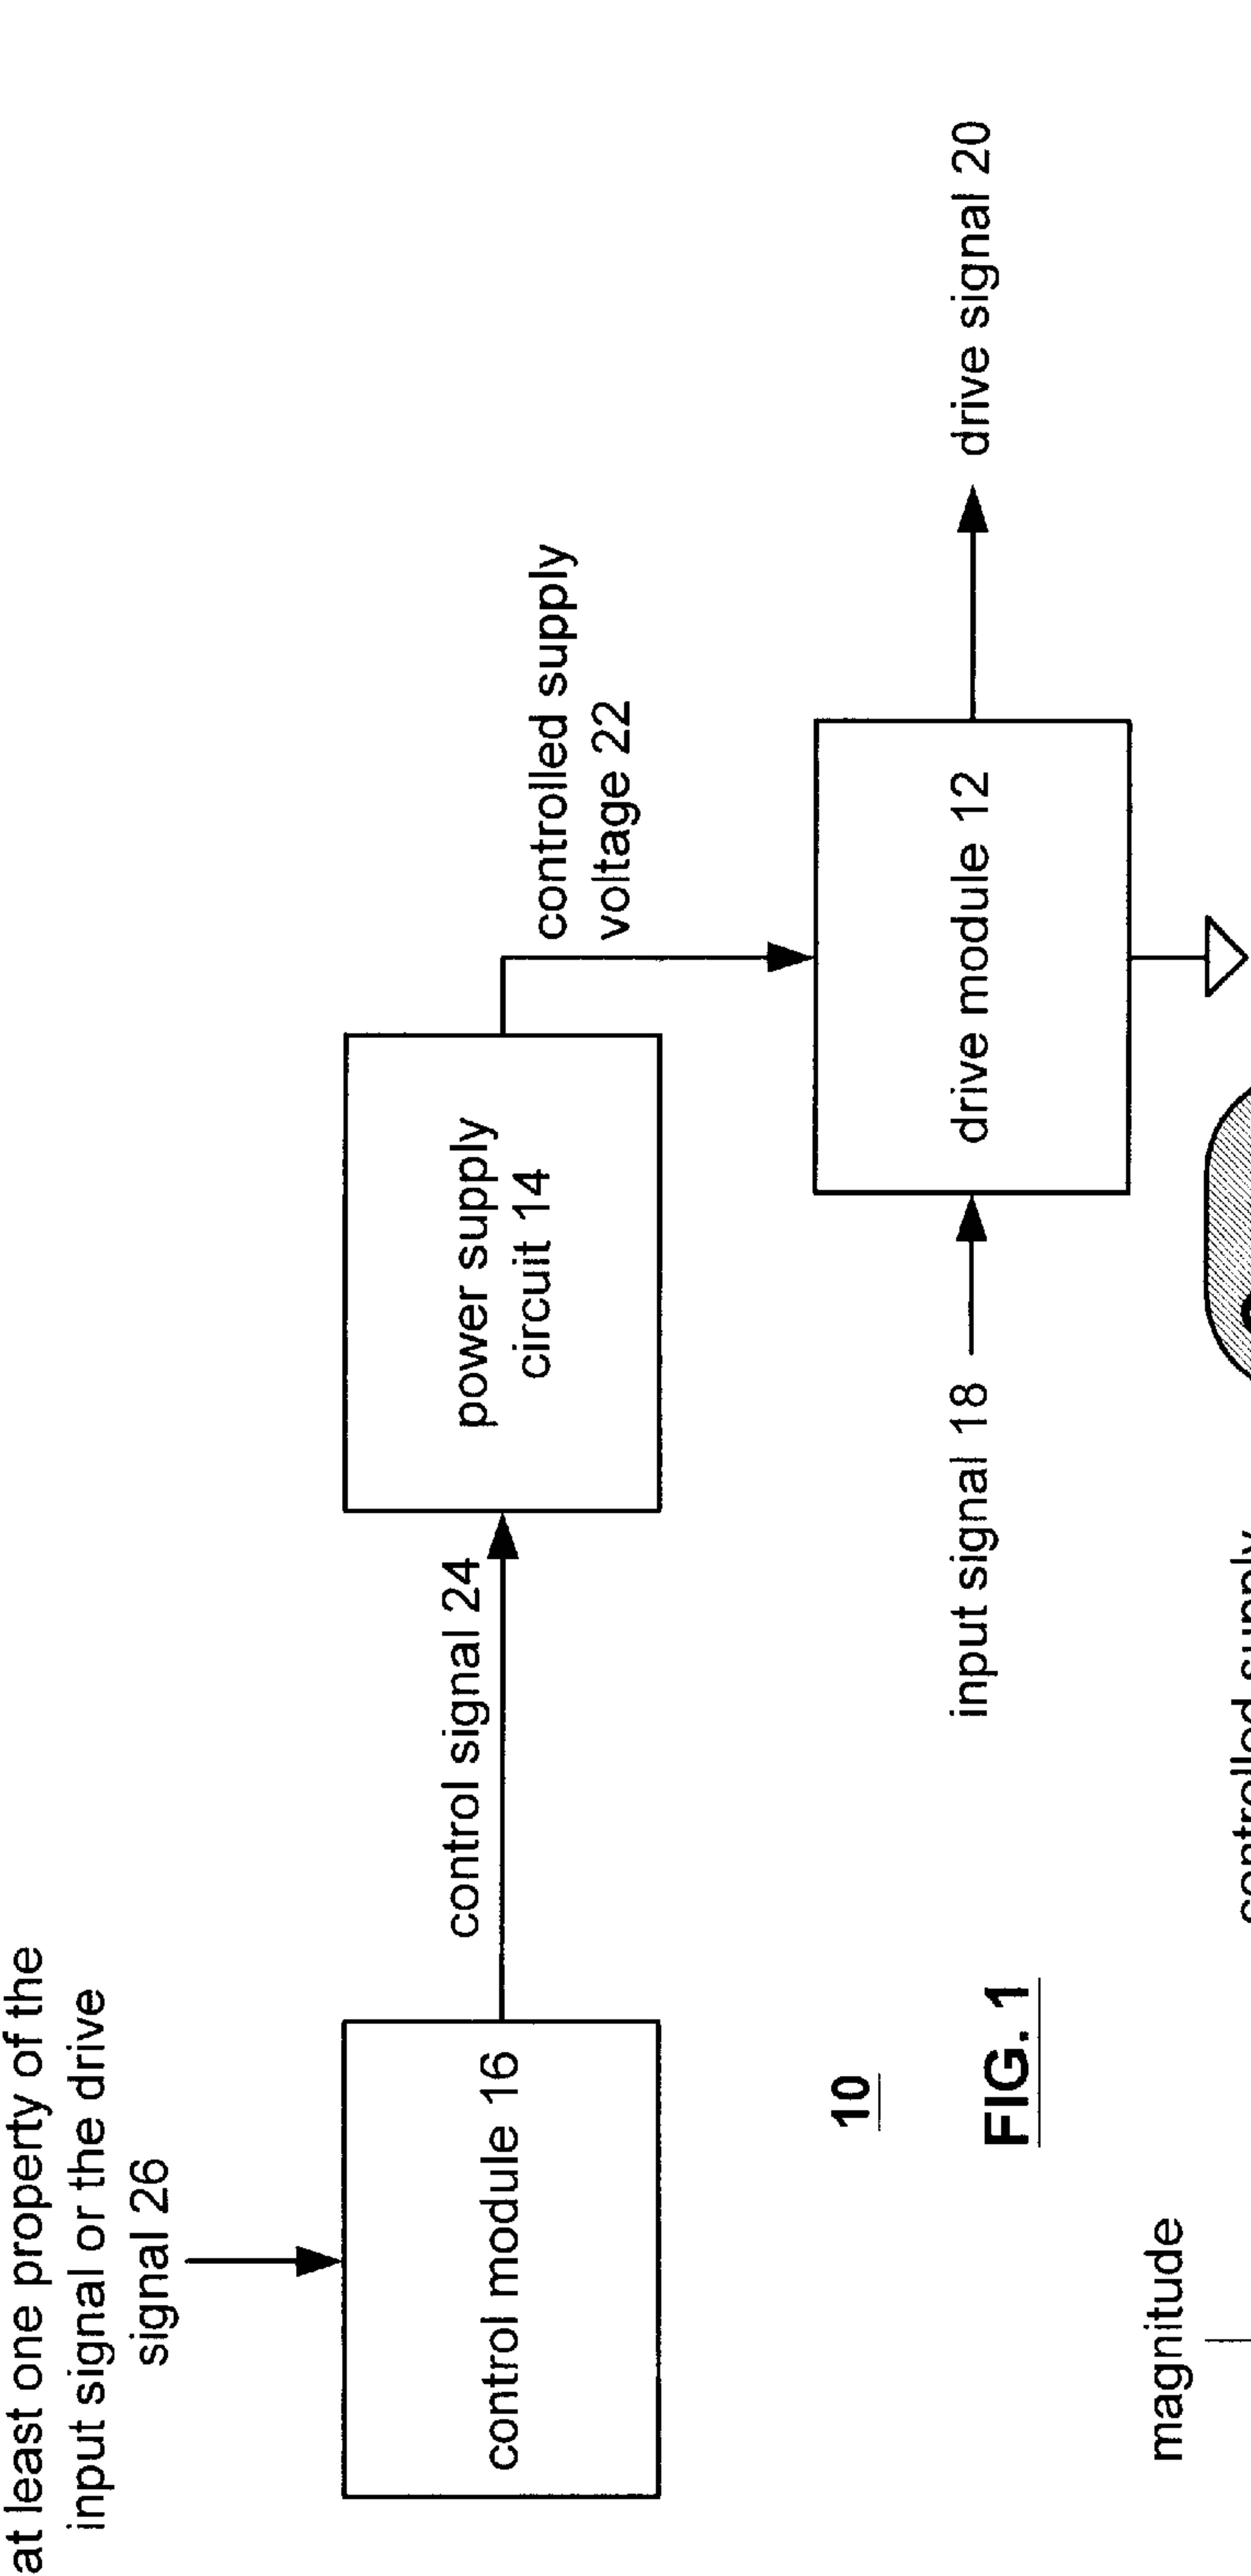 at least one property of the
input signal or the drive
signal 26
control module 16
control signal 24
power supply
circuit 14
controlled supply
voltage 22
input signal 18
drive module 12
drive signal 20
10
FIG. 1
magnitude
controlled supply